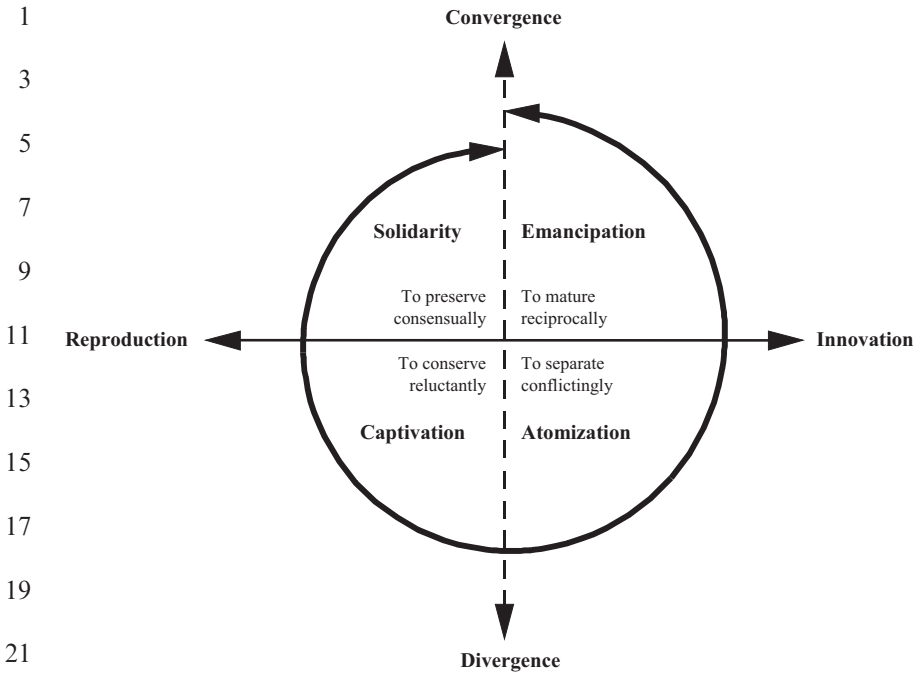 1
Convergence
3
5
7
Solidarity
Emancipation
9
To preserve
consensually
To mature
reciprocally
11
Reproduction
Innovation
To conserve
reluctantly
To separate
conflictingly
13
Captivation
Atomization
15
17
19
21
Divergence